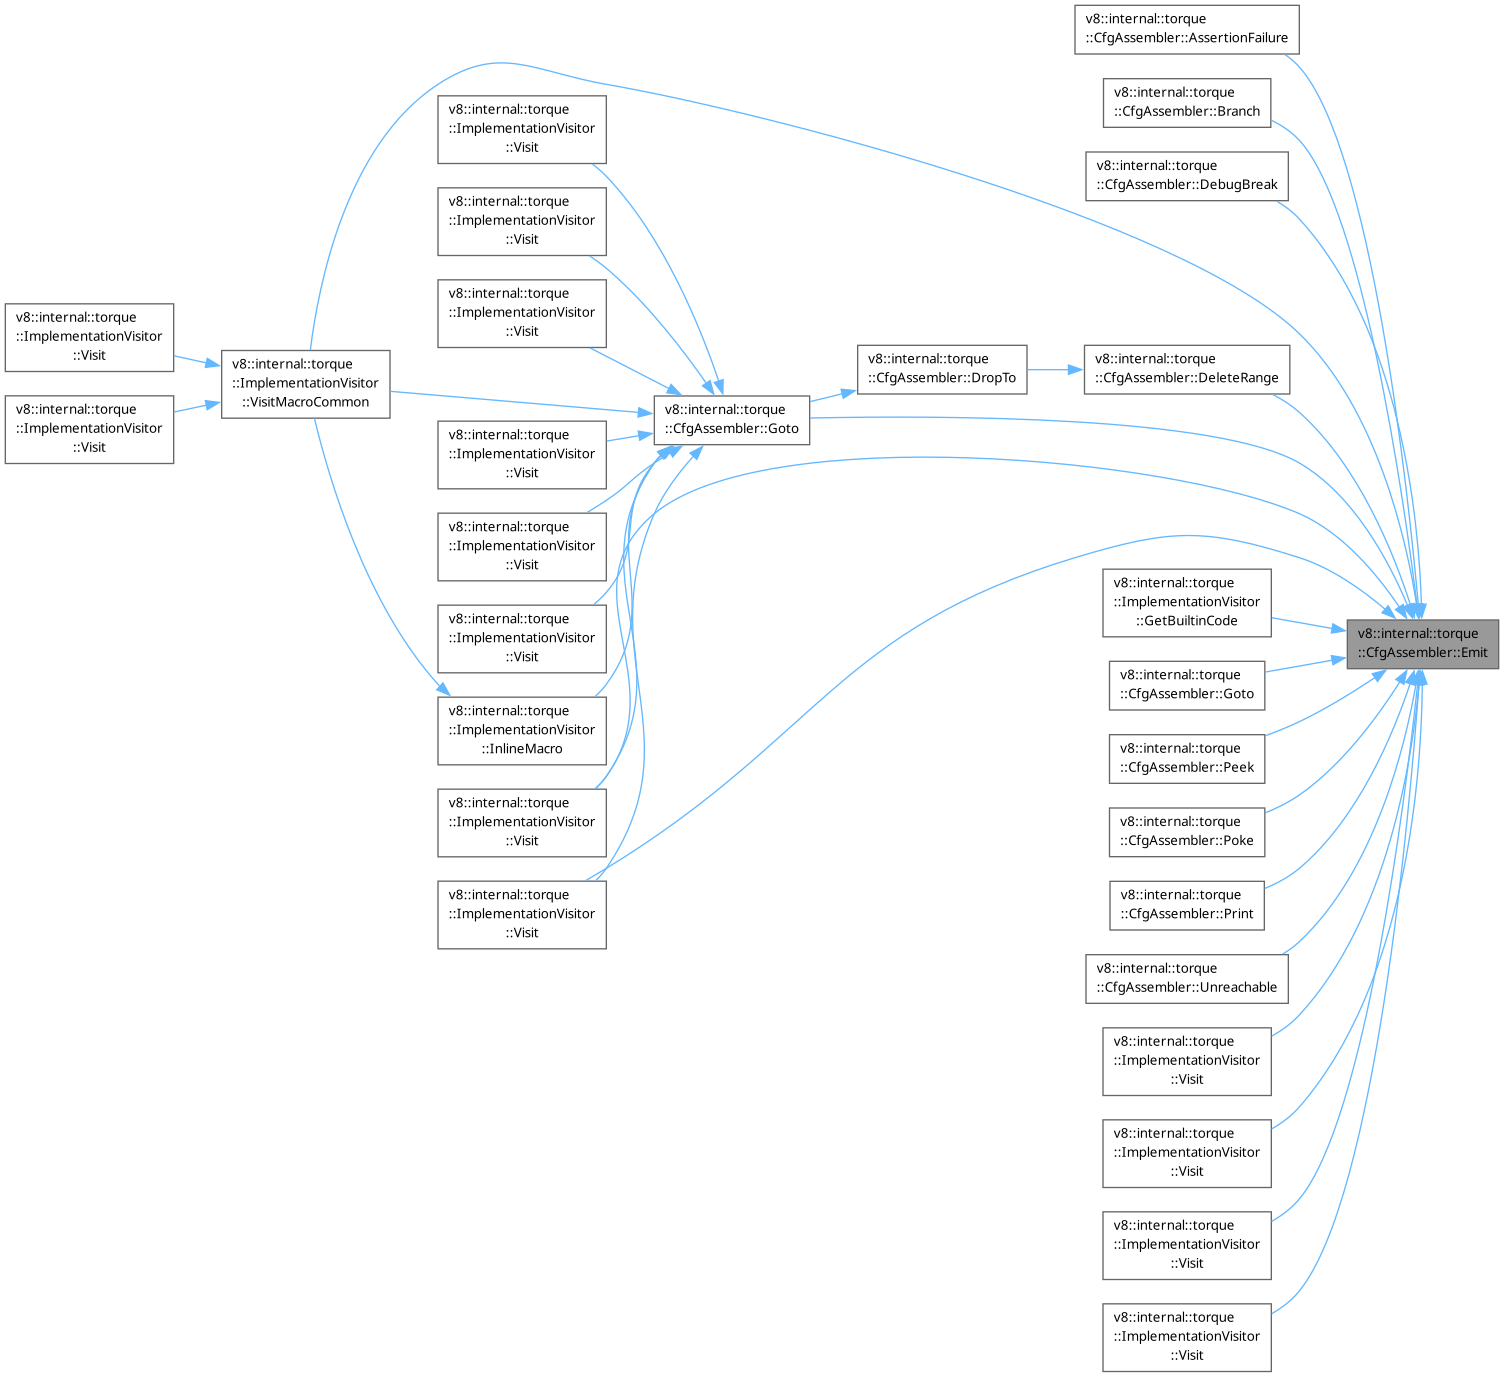 v8::internal::torque
::CfgAssembler::AssertionFailure
v8::internal::torque
::CfgAssembler::Branch
v8::internal::torque
::CfgAssembler::DebugBreak
v8::internal::torque
::ImplementationVisitor
::Visit
v8::internal::torque
::ImplementationVisitor
::Visit
v8::internal::torque
::ImplementationVisitor
::Visit
v8::internal::torque
::ImplementationVisitor
::Visit
v8::internal::torque
::ImplementationVisitor
::Visit
v8::internal::torque
::ImplementationVisitor
::VisitMacroCommon
v8::internal::torque
::CfgAssembler::Goto
v8::internal::torque
::CfgAssembler::DropTo
v8::internal::torque
::CfgAssembler::DeleteRange
v8::internal::torque
::ImplementationVisitor
::Visit
v8::internal::torque
::ImplementationVisitor
::Visit
v8::internal::torque
::ImplementationVisitor
::Visit
v8::internal::torque
::ImplementationVisitor
::InlineMacro
v8::internal::torque
::ImplementationVisitor
::Visit
v8::internal::torque
::ImplementationVisitor
::Visit
v8::internal::torque
::ImplementationVisitor
::GetBuiltinCode
v8::internal::torque
::CfgAssembler::Emit
v8::internal::torque
::CfgAssembler::Goto
v8::internal::torque
::CfgAssembler::Peek
v8::internal::torque
::CfgAssembler::Poke
v8::internal::torque
::CfgAssembler::Print
v8::internal::torque
::CfgAssembler::Unreachable
v8::internal::torque
::ImplementationVisitor
::Visit
v8::internal::torque
::ImplementationVisitor
::Visit
v8::internal::torque
::ImplementationVisitor
::Visit
v8::internal::torque
::ImplementationVisitor
::Visit